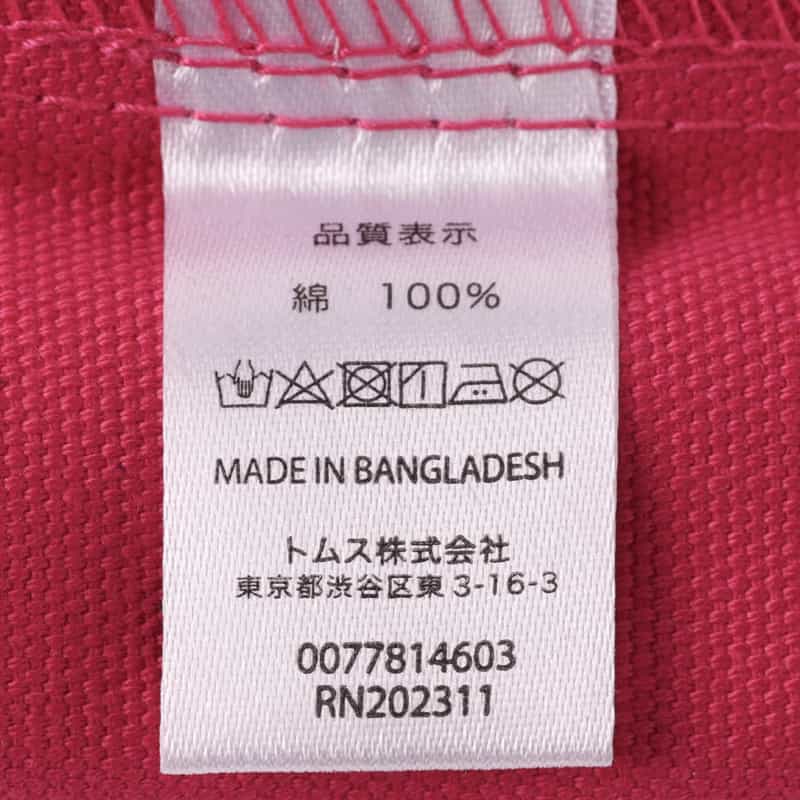 品質表示
綿 100%
MADE IN BANGLADESH
トムス株式会社
東京都渋谷区東3-16-3
0077814603
RN202311